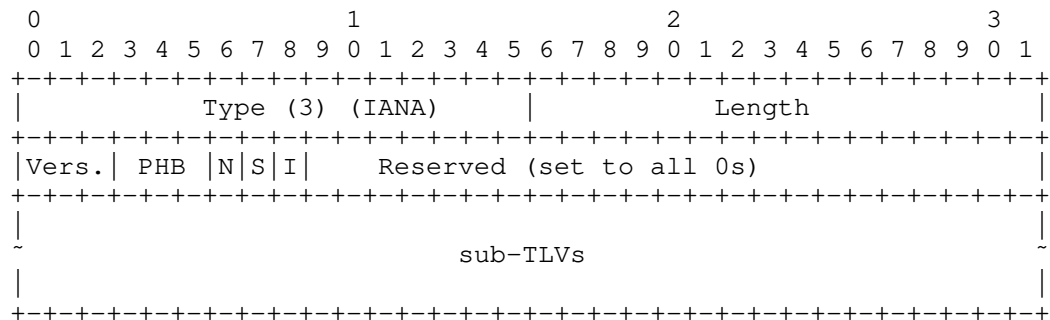 0                   1                   2                   3
 0 1 2 3 4 5 6 7 8 9 0 1 2 3 4 5 6 7 8 9 0 1 2 3 4 5 6 7 8 9 0 1
+-+-+-+-+-+-+-+-+-+-+-+-+-+-+-+-+-+-+-+-+-+-+-+-+-+-+-+-+-+-+-+-+
|           Type (3) (IANA)     |           Length              |
+-+-+-+-+-+-+-+-+-+-+-+-+-+-+-+-+-+-+-+-+-+-+-+-+-+-+-+-+-+-+-+-+
|Vers.| PHB |N|S|I|    Reserved (set to all 0s)                 |
+-+-+-+-+-+-+-+-+-+-+-+-+-+-+-+-+-+-+-+-+-+-+-+-+-+-+-+-+-+-+-+-+
|                                                               |
~                           sub-TLVs                            ~
|                                                               |
+-+-+-+-+-+-+-+-+-+-+-+-+-+-+-+-+-+-+-+-+-+-+-+-+-+-+-+-+-+-+-+-+